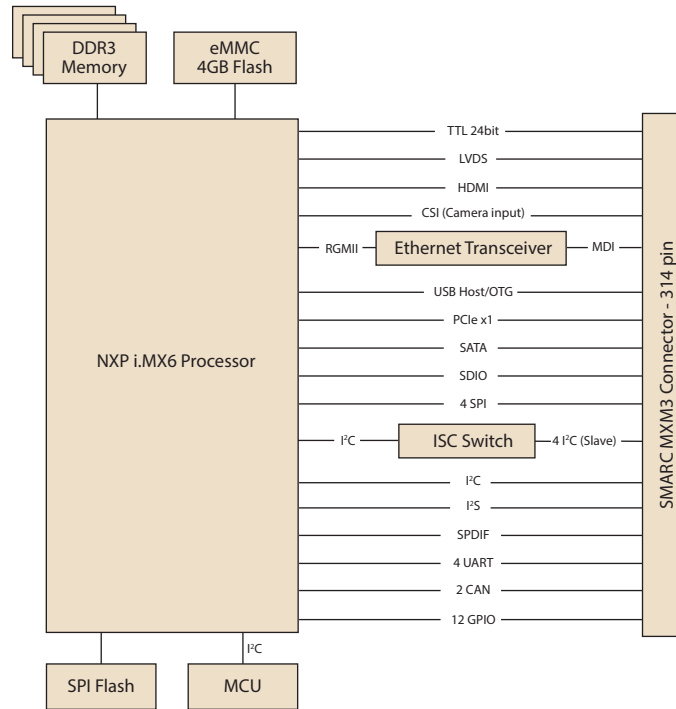 DDR3
Memory
eMMC
4GB Flash
TTL 24bit
LVDS
HDMI
CSI (Camera input)
RGMII
Ethernet Transceiver
MDI
USB Host/OTG
PCIe x1
SATA
SDIO
4 SPI
NXP i.MX6 Processor
I²C
ISC Switch
4 I²C (Slave)
I²C
I²S
SPDIF
4 UART
2 CAN
12 GPIO
SMARC MXM3 Connector - 314 pin
I²C
SPI Flash
MCU